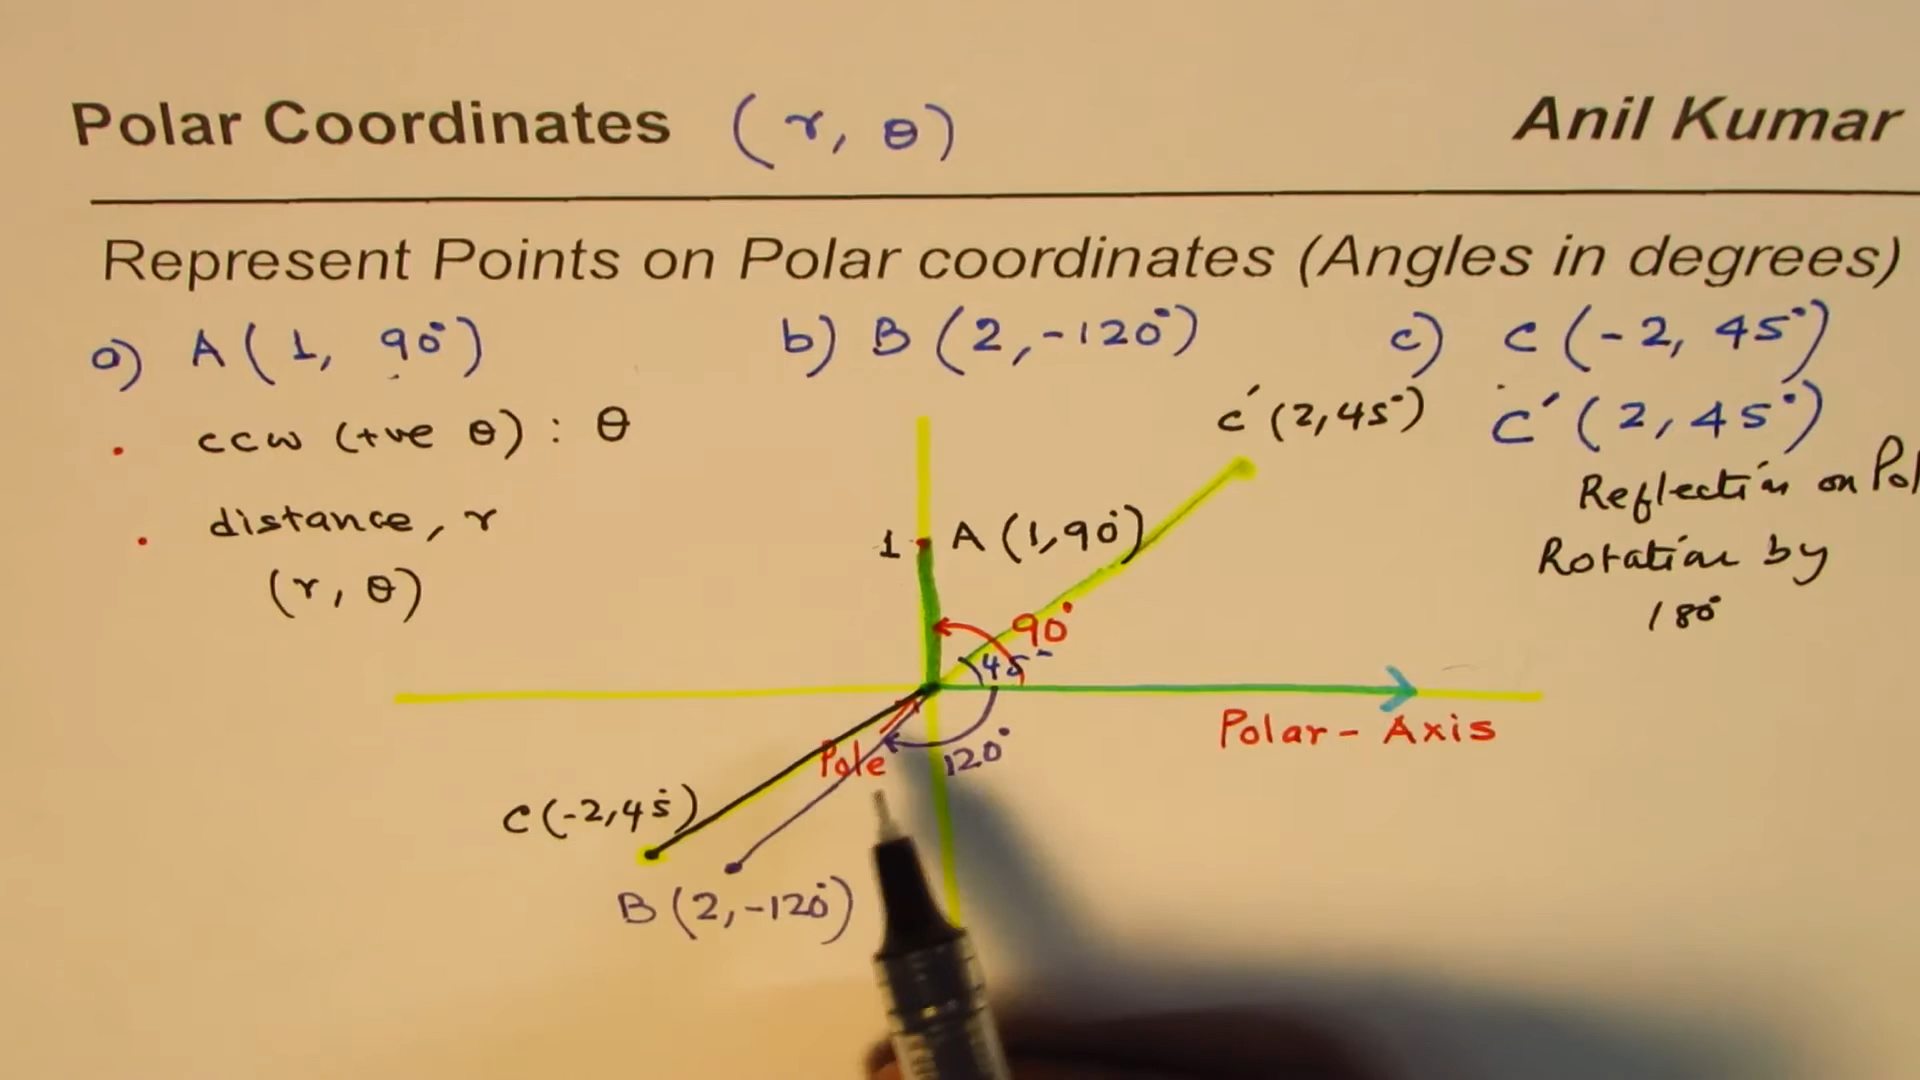 Polar Coordinates (r, θ)
Anil Kumar
Represent Points on Polar coordinates (Angles in degrees)
a) A(1, 90°)
b) B(2, -120°)
c) C(-2, 45°)
C'(2, 45°)
C'(2, 45°)
ccw (+ve θ) : θ
Reflection on Pol
distance, r
1 A(1, 90°)
Rotation by
(r, θ)
90°
180°
45°
Polar - Axis
Pole
120°
C(-2, 45°)
B(2, -120°)